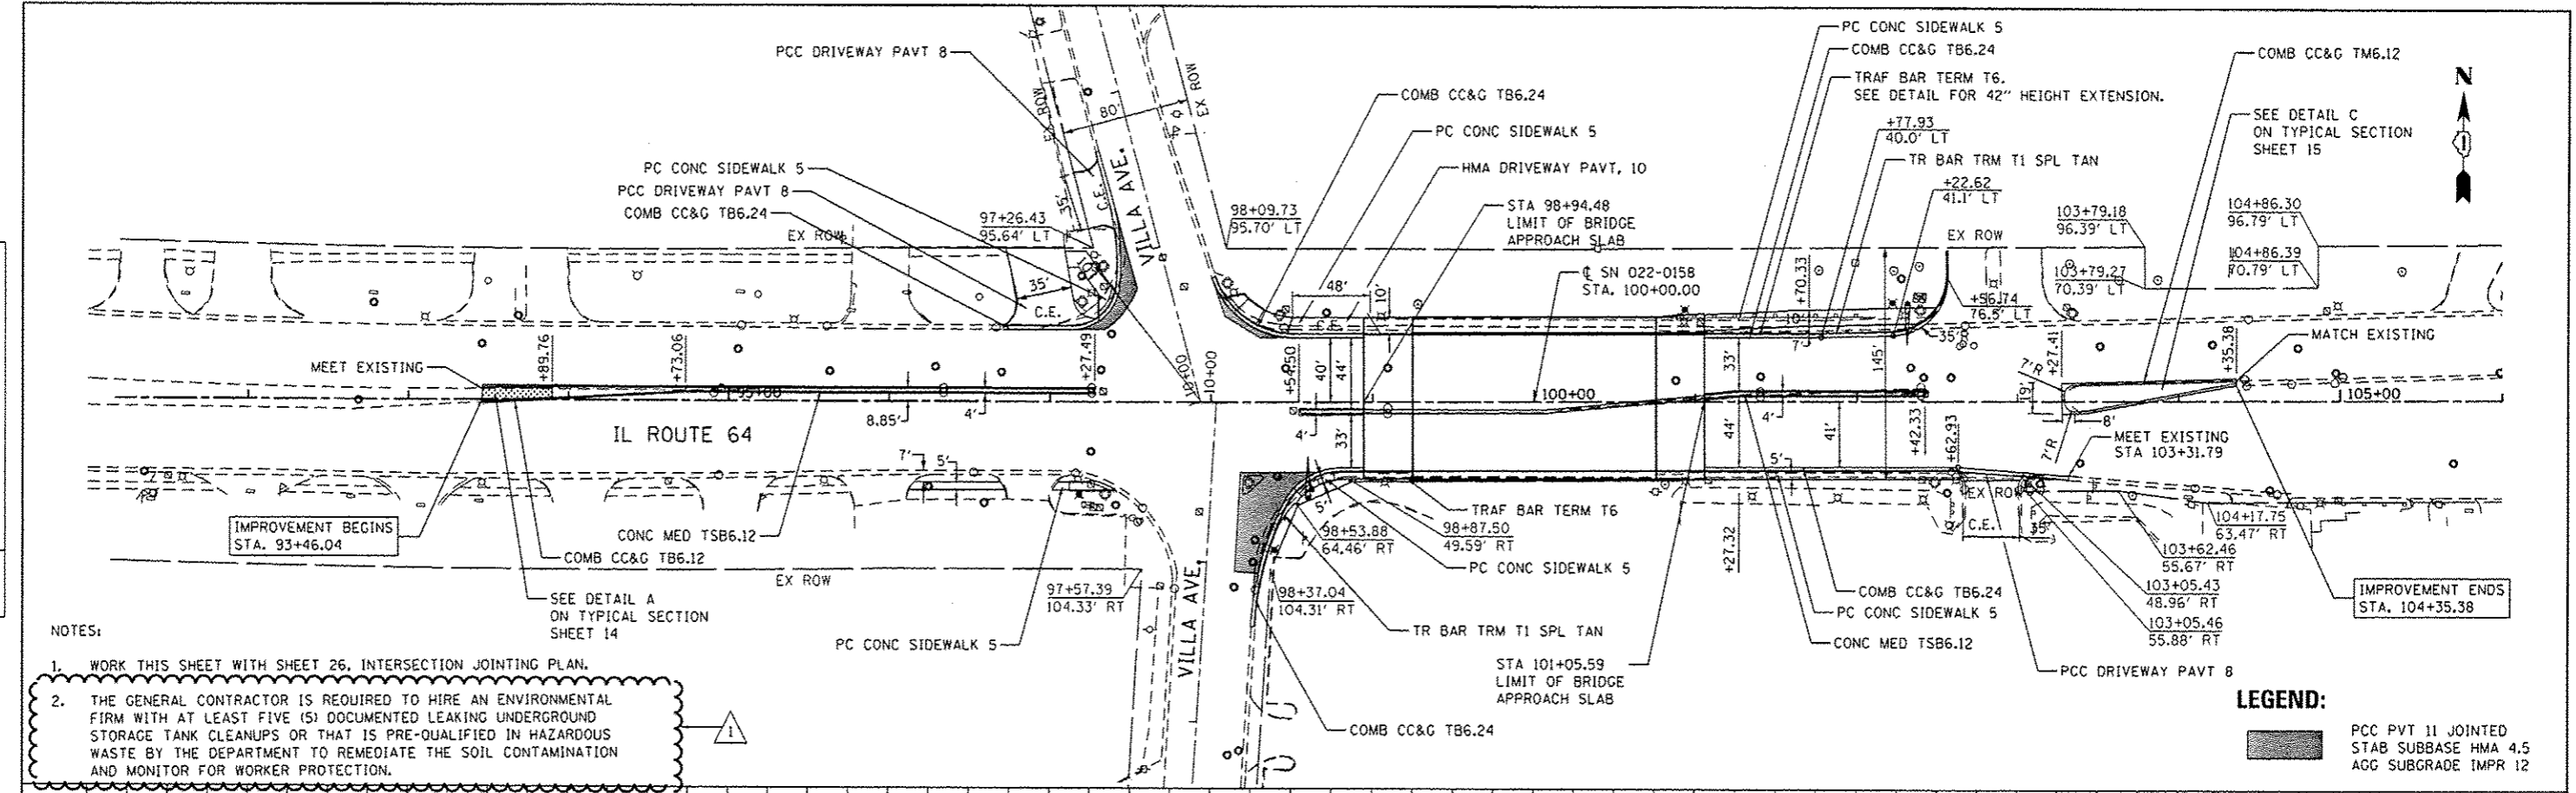 PCC DRIVEWAY PAVT 8
PC CONC SIDEWALK 5
PCC DRIVEWAY PAVT 8
COMB CC&G TB6.24
97+26.43
95.64' LT
EX ROW
EX ROW
35'
C.E.
35'
C.E.
80'
EX ROW
VILLA AVE.
98+09.73
95.70' LT
COMB CC&G TB6.24
PC CONC SIDEWALK 5
HMA DRIVEWAY PAVT, 10
STA 98+94.48
LIMIT OF BRIDGE
APPROACH SLAB
℄ SN 022-0158
STA. 100+00.00
PC CONC SIDEWALK 5
COMB CC&G TB6.24
TRAF BAR TERM T6.
SEE DETAIL FOR 42" HEIGHT EXTENSION.
+77.93
40.0' LT
TR BAR TRM T1 SPL TAN
+22.62
41.1' LT
COMB CC&G TM6.12
SEE DETAIL C
ON TYPICAL SECTION
SHEET 15
N
103+79.18
96.39' LT
104+86.30
96.79' LT
104+86.39
70.79' LT
103+79.27
70.39' LT
EX ROW
+56.74
76.5' LT
+70.33
48'
10'
10'
7'
35'
MEET EXISTING
+89.76
+73.06
+27.49
95+00
10+00
10+00
+54.50
40'
44'
100+00
33'
145'
+27.41
+35.38
MATCH EXISTING
105+00
7'R
19'
8'
7'R
8.85'
4'
4'
33'
4'
44'
41'
+42.33
+62.93
MEET EXISTING
STA 103+31.79
IL ROUTE 64
7'
5'
5'
5'
IMPROVEMENT BEGINS
STA. 93+46.04
CONC MED TSB6.12
COMB CC&G TB6.12
EX ROW
SEE DETAIL A
ON TYPICAL SECTION
SHEET 14
PC CONC SIDEWALK 5
97+57.39
104.33' RT
VILLA AVE.
98+53.88
64.46' RT
98+87.50
49.59' RT
TRAF BAR TERM T6
PC CONC SIDEWALK 5
98+37.04
104.31' RT
TR BAR TRM T1 SPL TAN
COMB CC&G TB6.24
STA 101+05.59
LIMIT OF BRIDGE
APPROACH SLAB
+27.32
COMB CC&G TB6.24
PC CONC SIDEWALK 5
CONC MED TSB6.12
EX ROW
C.E.
35'
104+17.75
63.47' RT
103+62.46
55.67' RT
103+05.43
48.96' RT
103+05.46
55.88' RT
PCC DRIVEWAY PAVT 8
IMPROVEMENT ENDS
STA. 104+35.38
NOTES:
1. WORK THIS SHEET WITH SHEET 26, INTERSECTION JOINTING PLAN.
2. THE GENERAL CONTRACTOR IS REQUIRED TO HIRE AN ENVIRONMENTAL
FIRM WITH AT LEAST FIVE (5) DOCUMENTED LEAKING UNDERGROUND
STORAGE TANK CLEANUPS OR THAT IS PRE-QUALIFIED IN HAZARDOUS
WASTE BY THE DEPARTMENT TO REMEDIATE THE SOIL CONTAMINATION
AND MONITOR FOR WORKER PROTECTION.
1
LEGEND:
PCC PVT 11 JOINTED
STAB SUBBASE HMA 4.5
AGG SUBGRADE IMPR 12